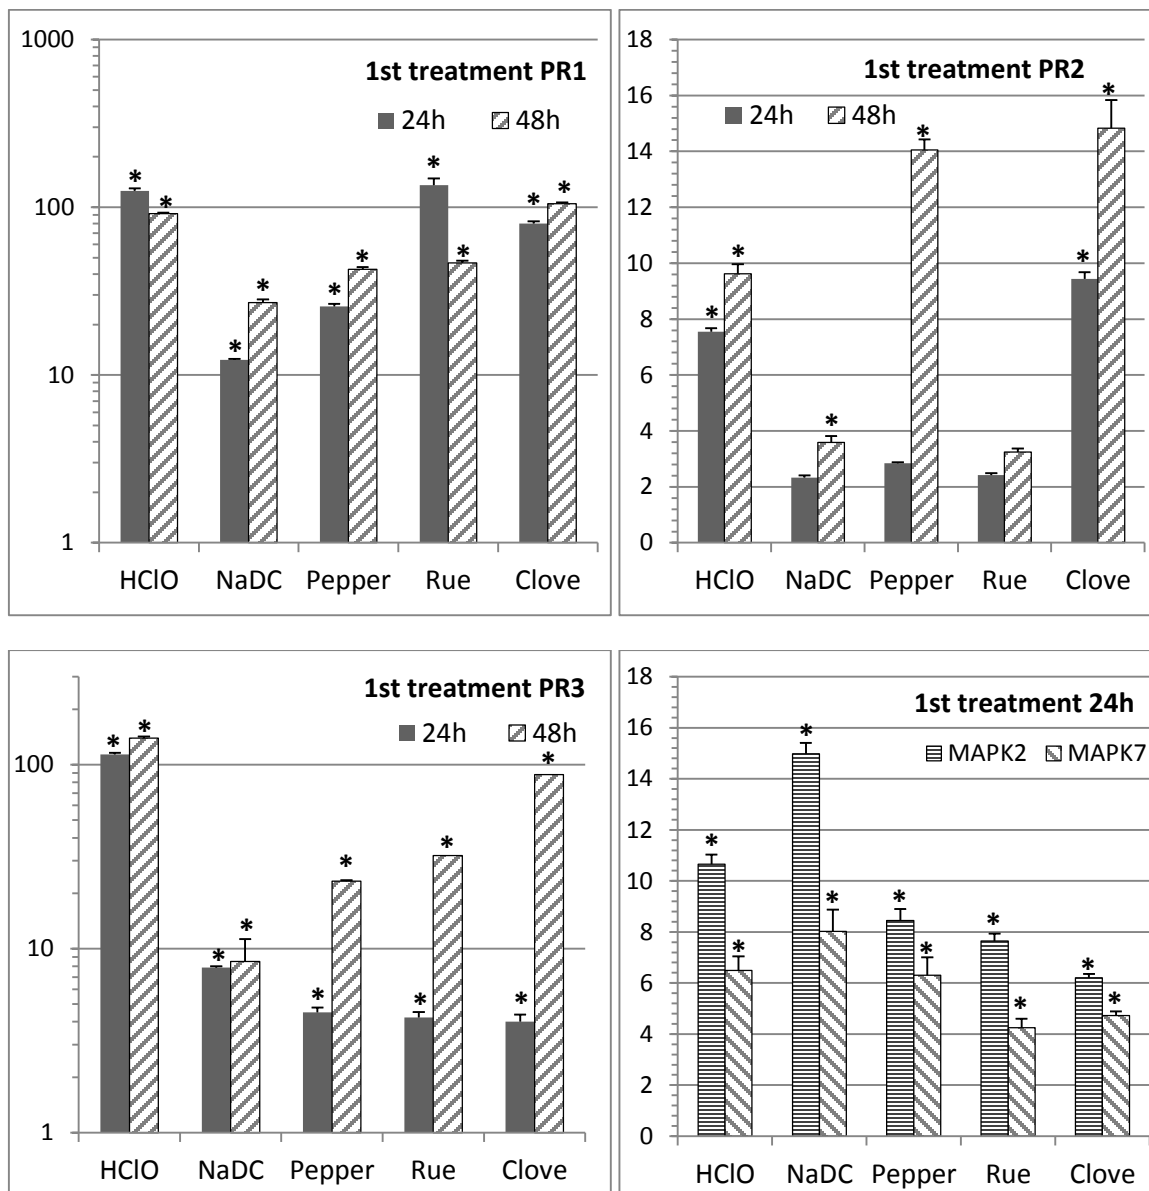 1st treatment PR1
24h 48h
1000
100
10
1
* * * * * * * * * *
HClO NaDC Pepper Rue Clove
1st treatment PR2
24h 48h
18
16
14
12
10
8
6
4
2
0
* * * * * *
HClO NaDC Pepper Rue Clove
1st treatment PR3
24h 48h
100
10
1
* * * * * * * * * *
HClO NaDC Pepper Rue Clove
1st treatment 24h
MAPK2 MAPK7
18
16
14
12
10
8
6
4
2
0
* * * * * * * * * *
HClO NaDC Pepper Rue Clove